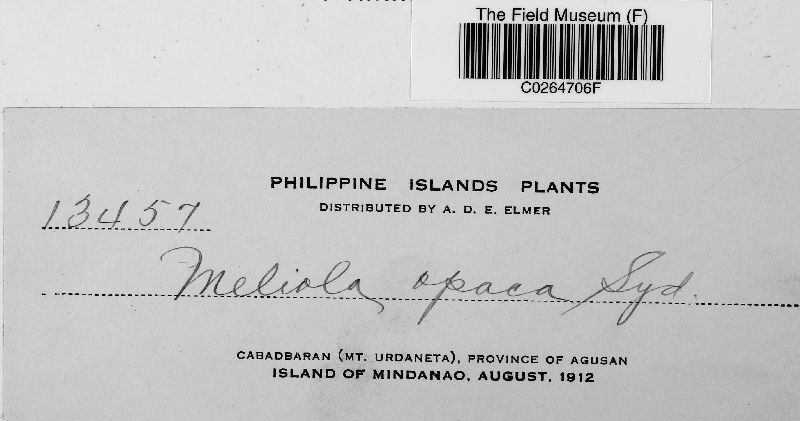 The Field Museum (F)
C0264706F
PHILIPPINE ISLANDS PLANTS
DISTRIBUTED BY A. D. E. ELMER
13457
Meliola opaca Syd.
CABADBARAN (MT. URDANETA), PROVINCE OF AGUSAN
ISLAND OF MINDANAO, AUGUST, 1912